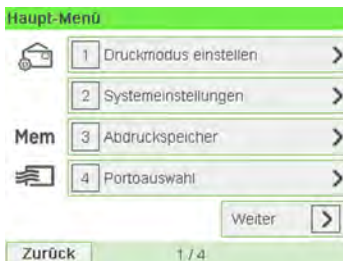 Haupt-Menü
1 Druckmodus einstellen
2 Systemeinstellungen
Mem 3 Abdruckspeicher
4 Portoauswahl
Weiter
Zurück 1/4